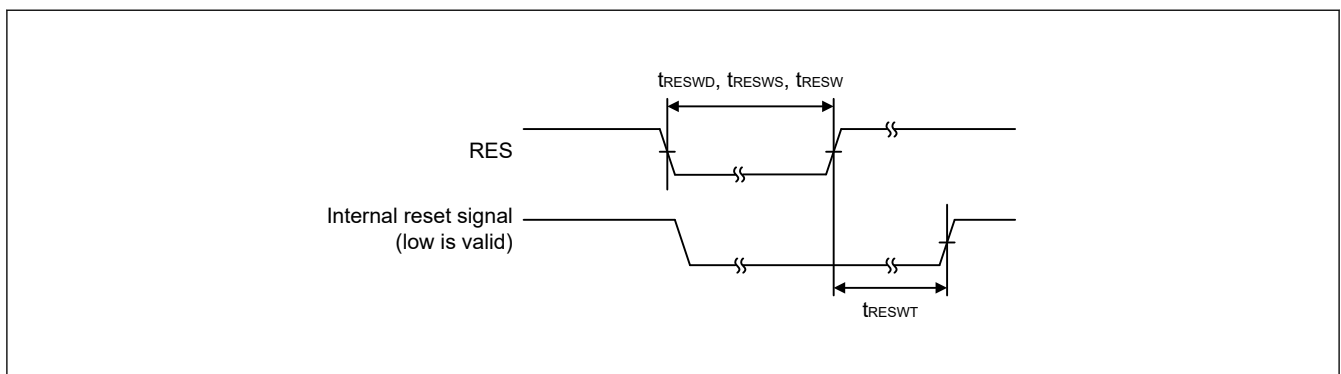 tRESWD, tRESWS, tRESW
RES
Internal reset signal
(low is valid)
tRESWT